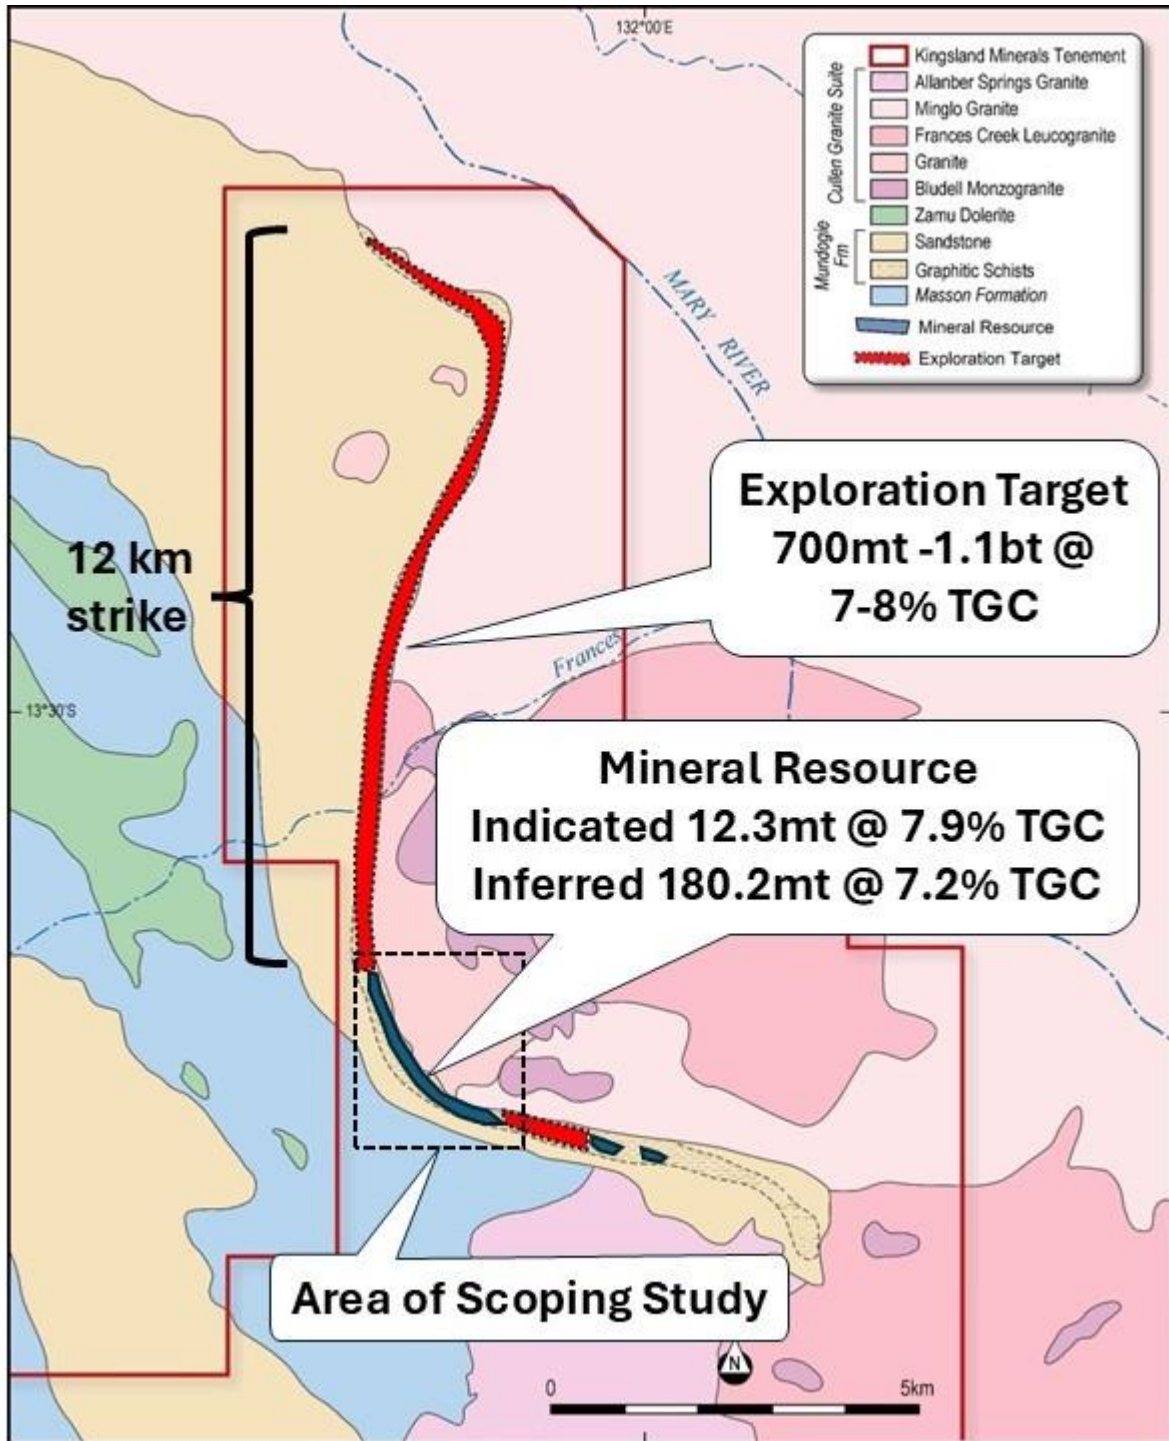 132°00'E
Kingsland Minerals Tenement
Cullen Granite Suite
Allanber Springs Granite
Minglo Granite
Frances Creek Leucogranite
Granite
Bludell Monzogranite
Zamu Dolerite
Mundogie
Fm
Sandstone
Graphitic Schists
Masson Formation
Mineral Resource
Exploration Target
MARY RIVER
Exploration Target
700mt -1.1bt @
7-8% TGC
12 km
strike
Frances
13°30'S
Mineral Resource
Indicated 12.3mt @ 7.9% TGC
Inferred 180.2mt @ 7.2% TGC
Area of Scoping Study
N
0 5km